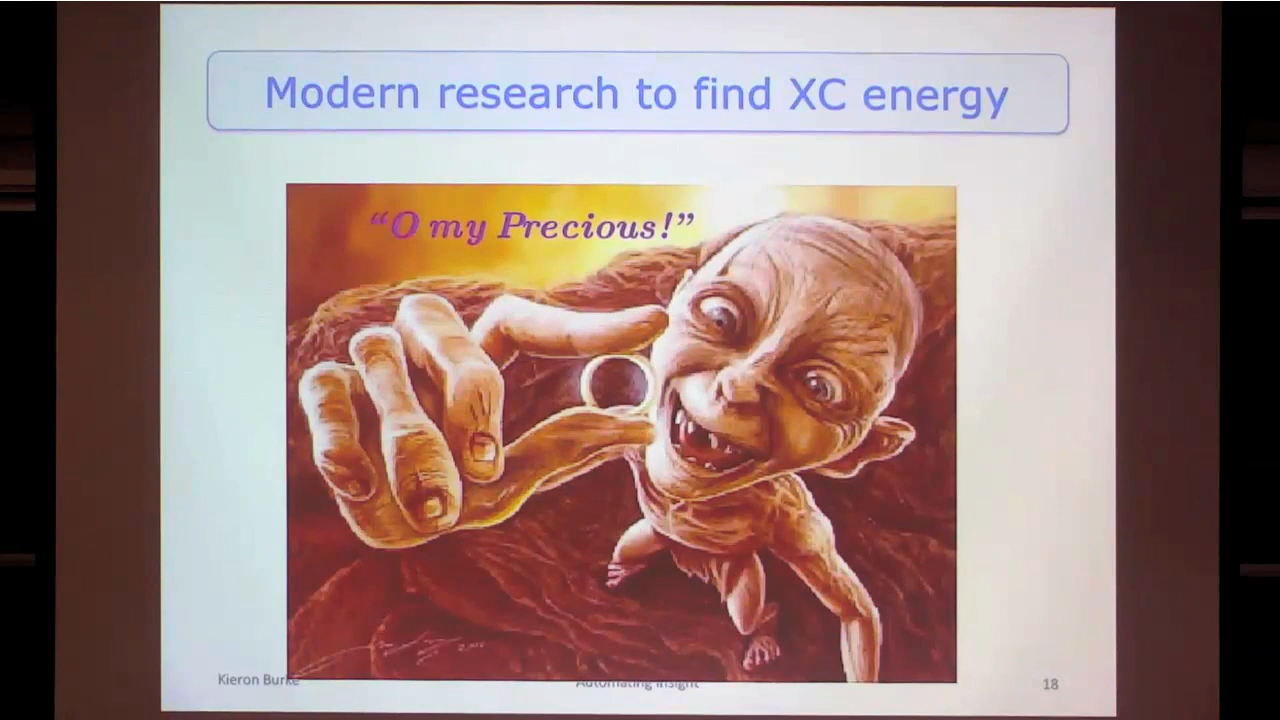 Modern research to find XC energy
“O my Precious!”
Kieron Burke
Automating Insight
18